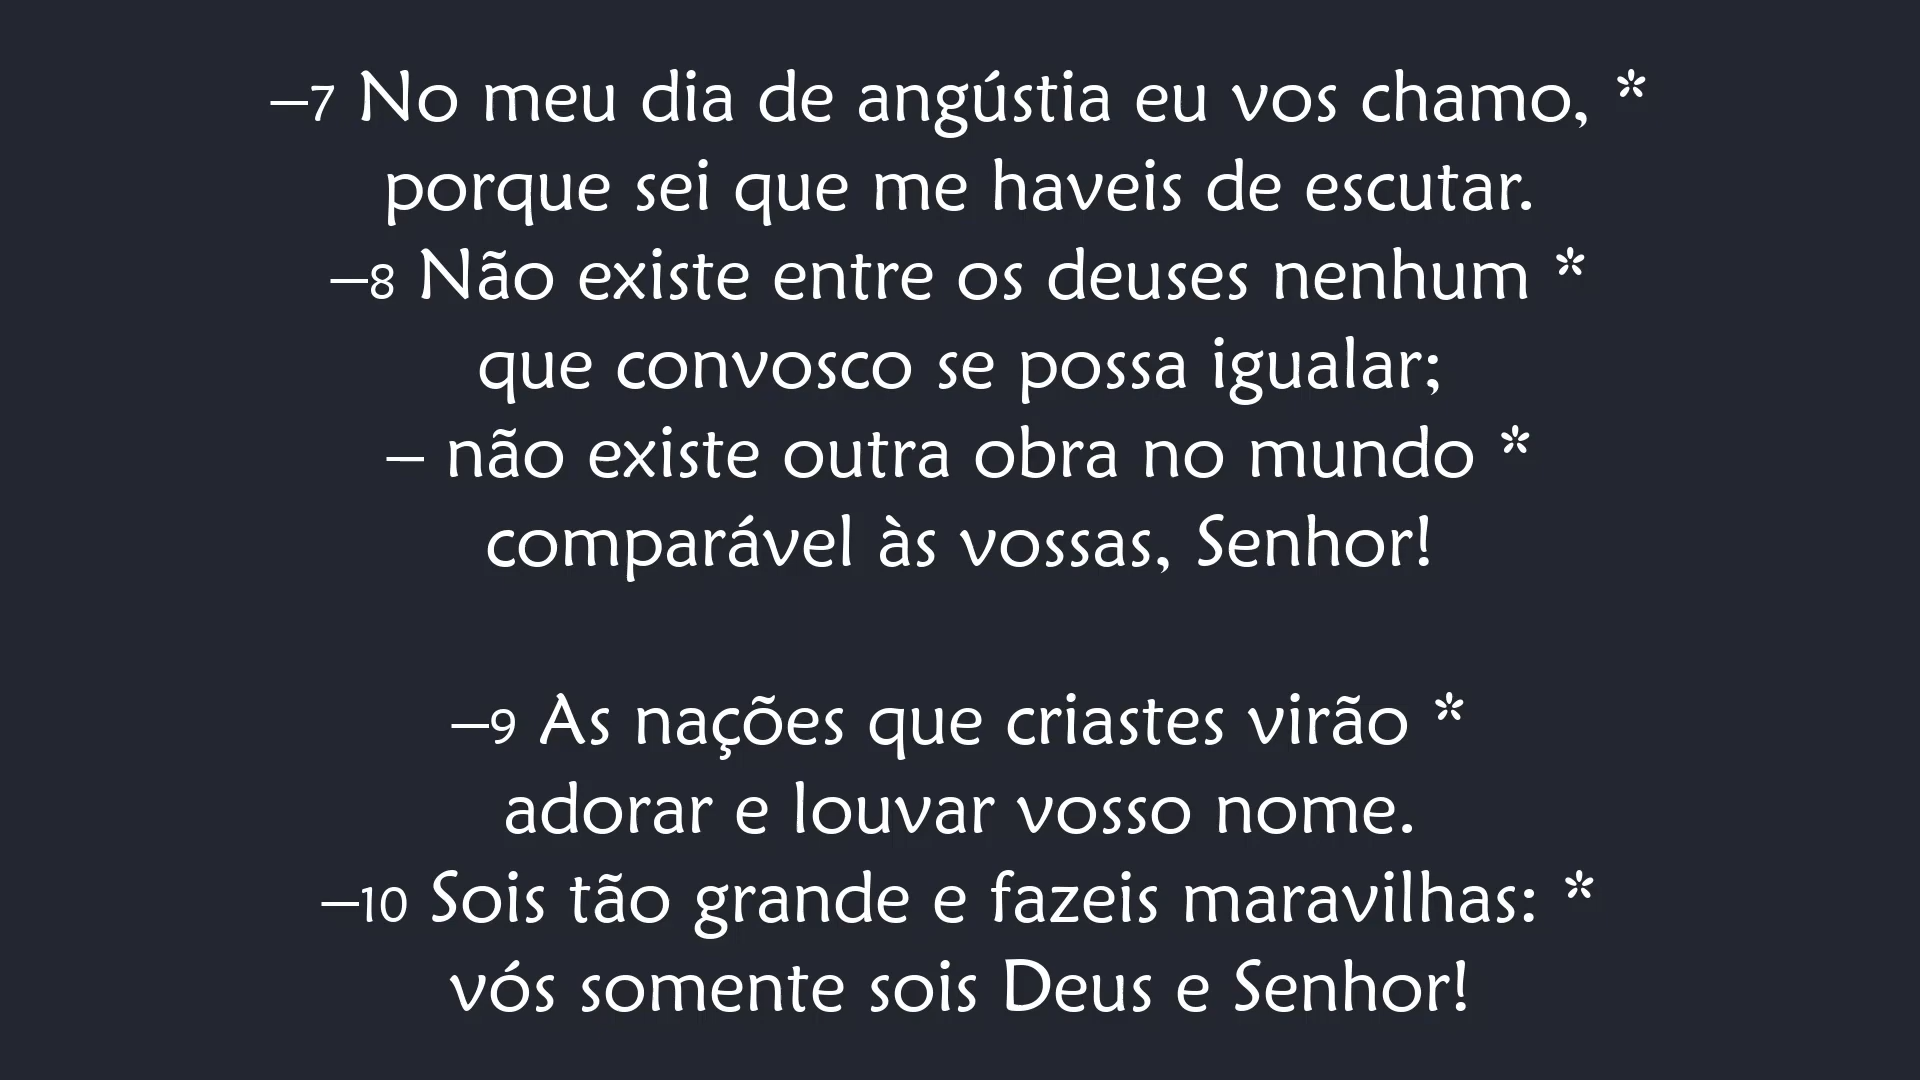 –7 No meu dia de angústia eu vos chamo, *
porque sei que me haveis de escutar.
–8 Não existe entre os deuses nenhum *
que convosco se possa igualar;
– não existe outra obra no mundo *
comparável às vossas, Senhor!
–9 As nações que criastes virão *
adorar e louvar vosso nome.
–10 Sois tão grande e fazeis maravilhas: *
vós somente sois Deus e Senhor!